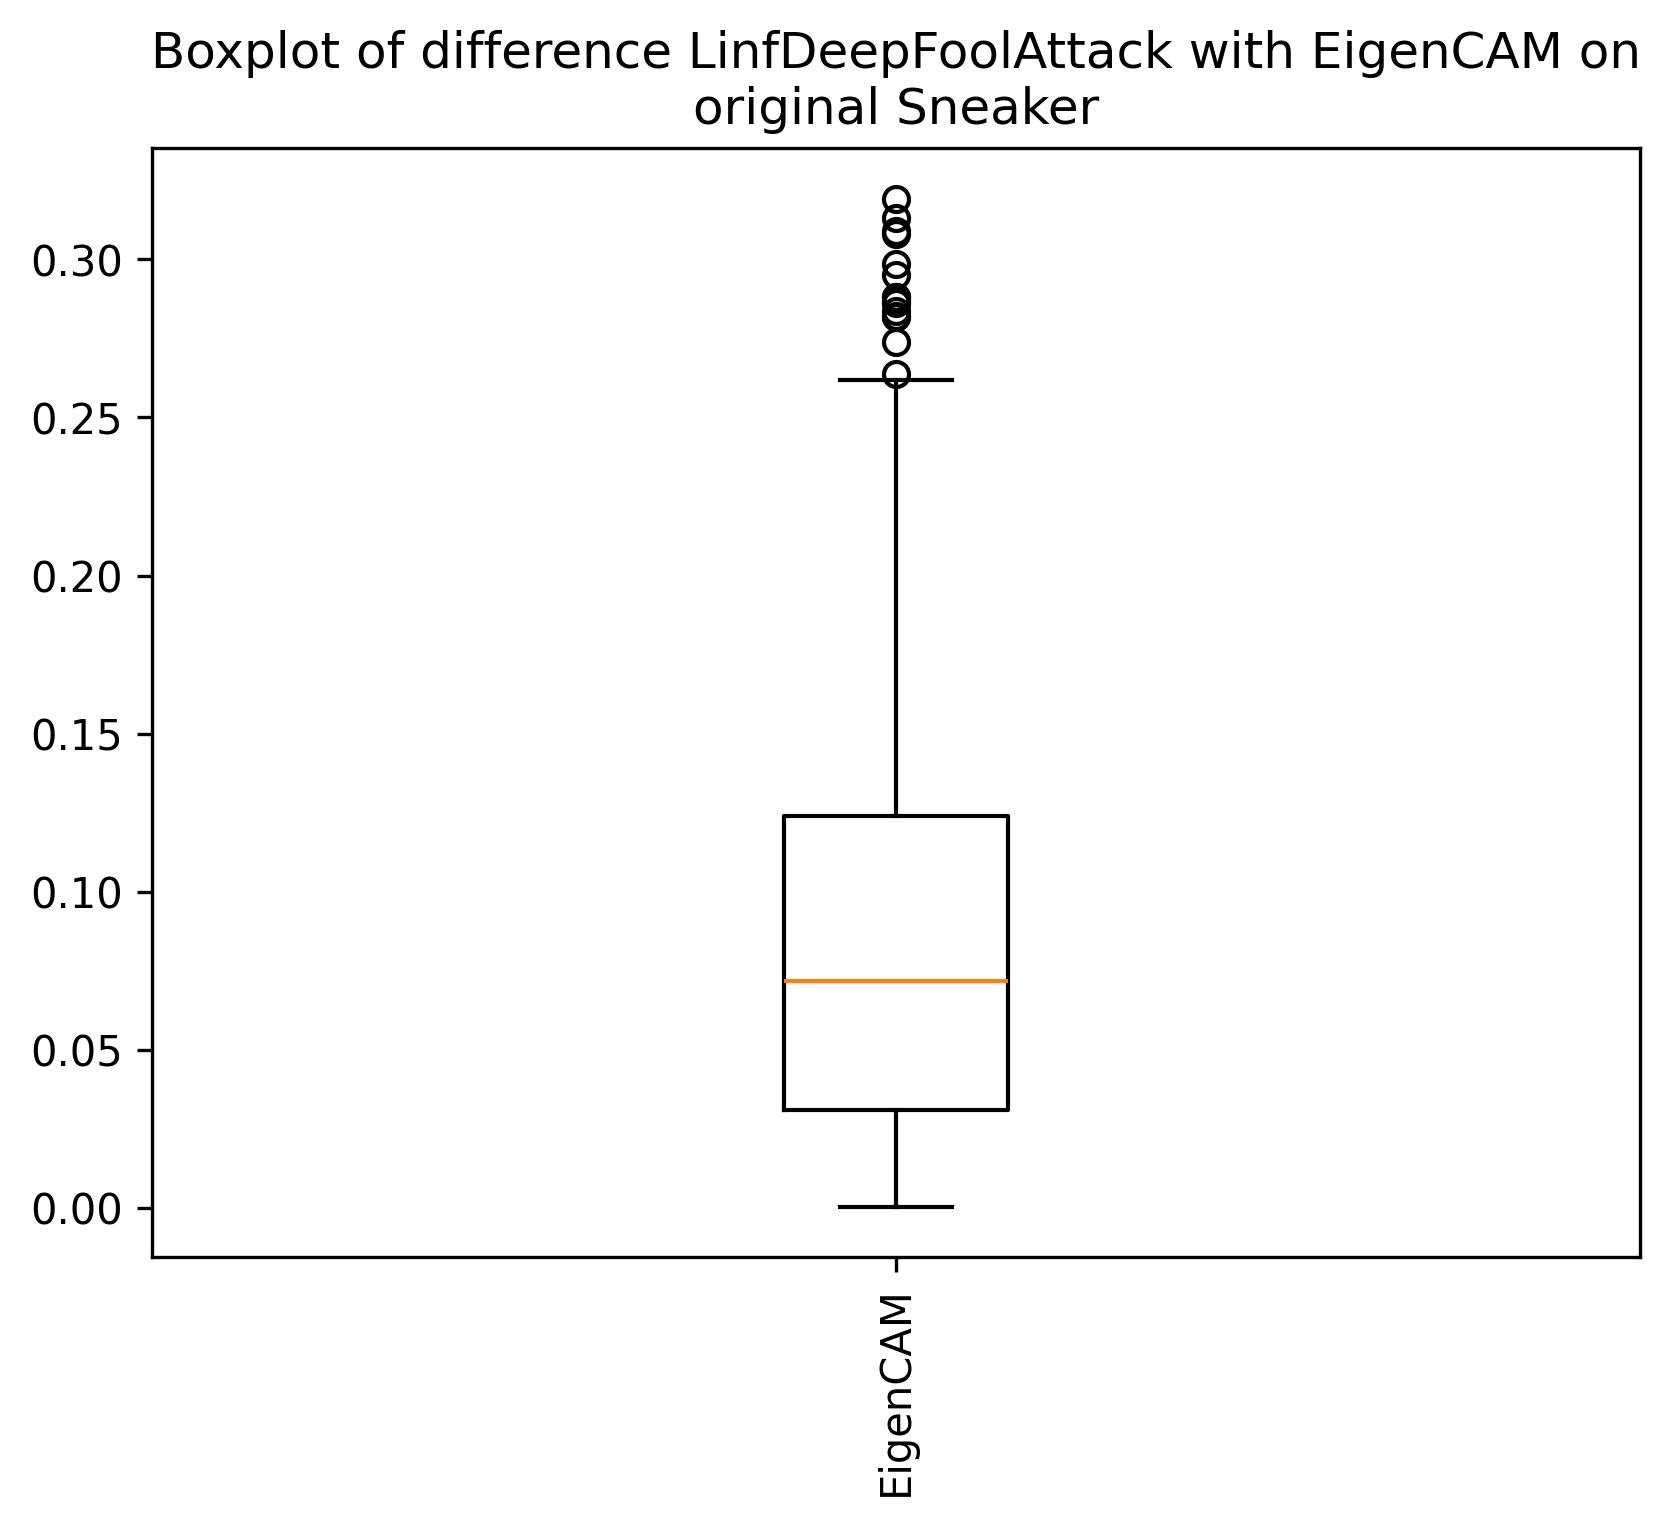 Boxplot of difference LinfDeepFoolAttack with EigenCAM on
original Sneaker
0.30
0.25
0.20
0.15
0.10
0.05
0.00
EigenCAM